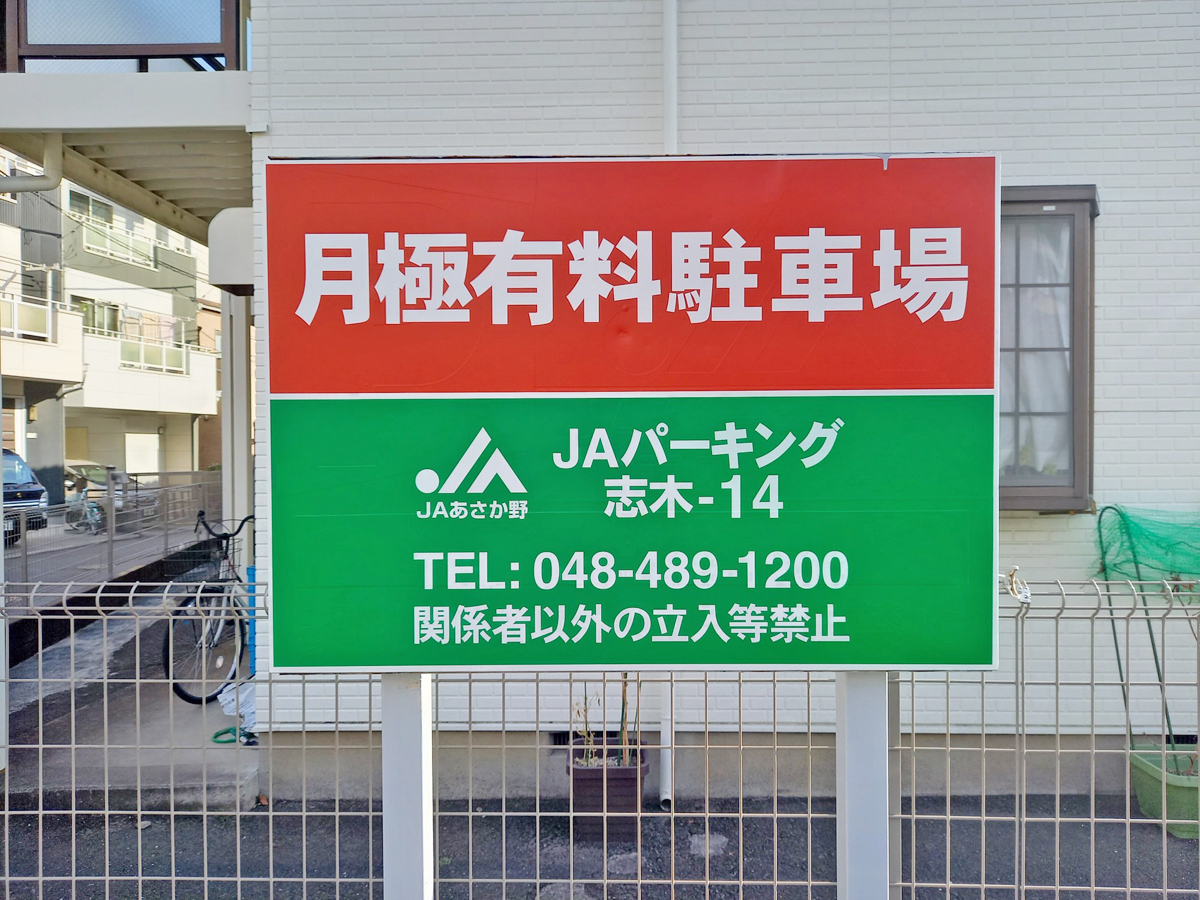 月極有料駐車場
JAパーキング
志木-14
JAあさか野
TEL: 048-489-1200
関係者以外の立入等禁止